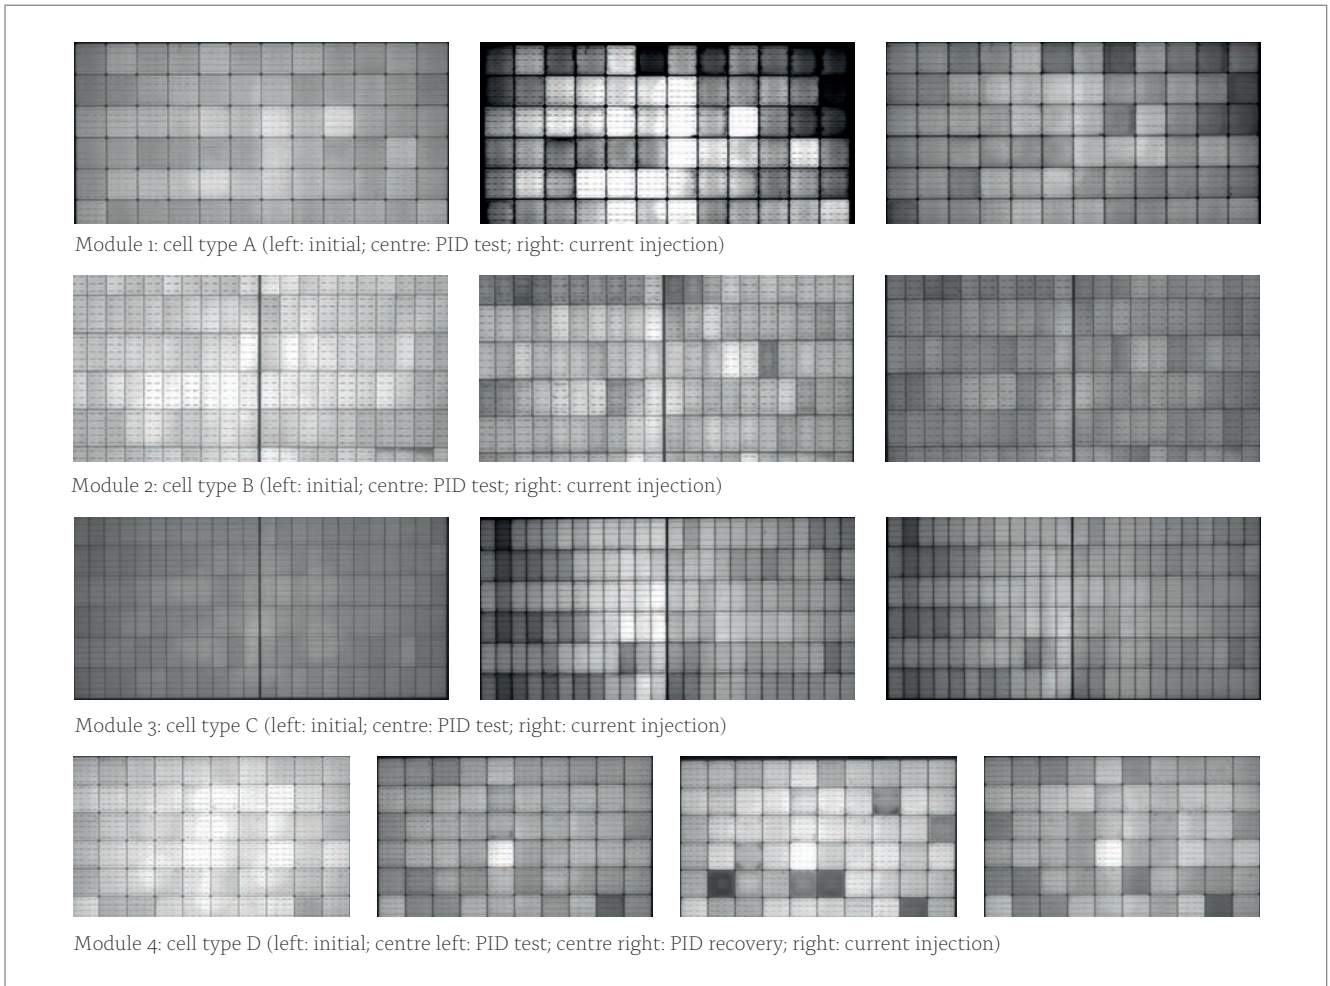 Module 1: cell type A (left: initial; centre: PID test; right: current injection)
Module 2: cell type B (left: initial; centre: PID test; right: current injection)
Module 3: cell type C (left: initial; centre: PID test; right: current injection)
Module 4: cell type D (left: initial; centre left: PID test; centre right: PID recovery; right: current injection)